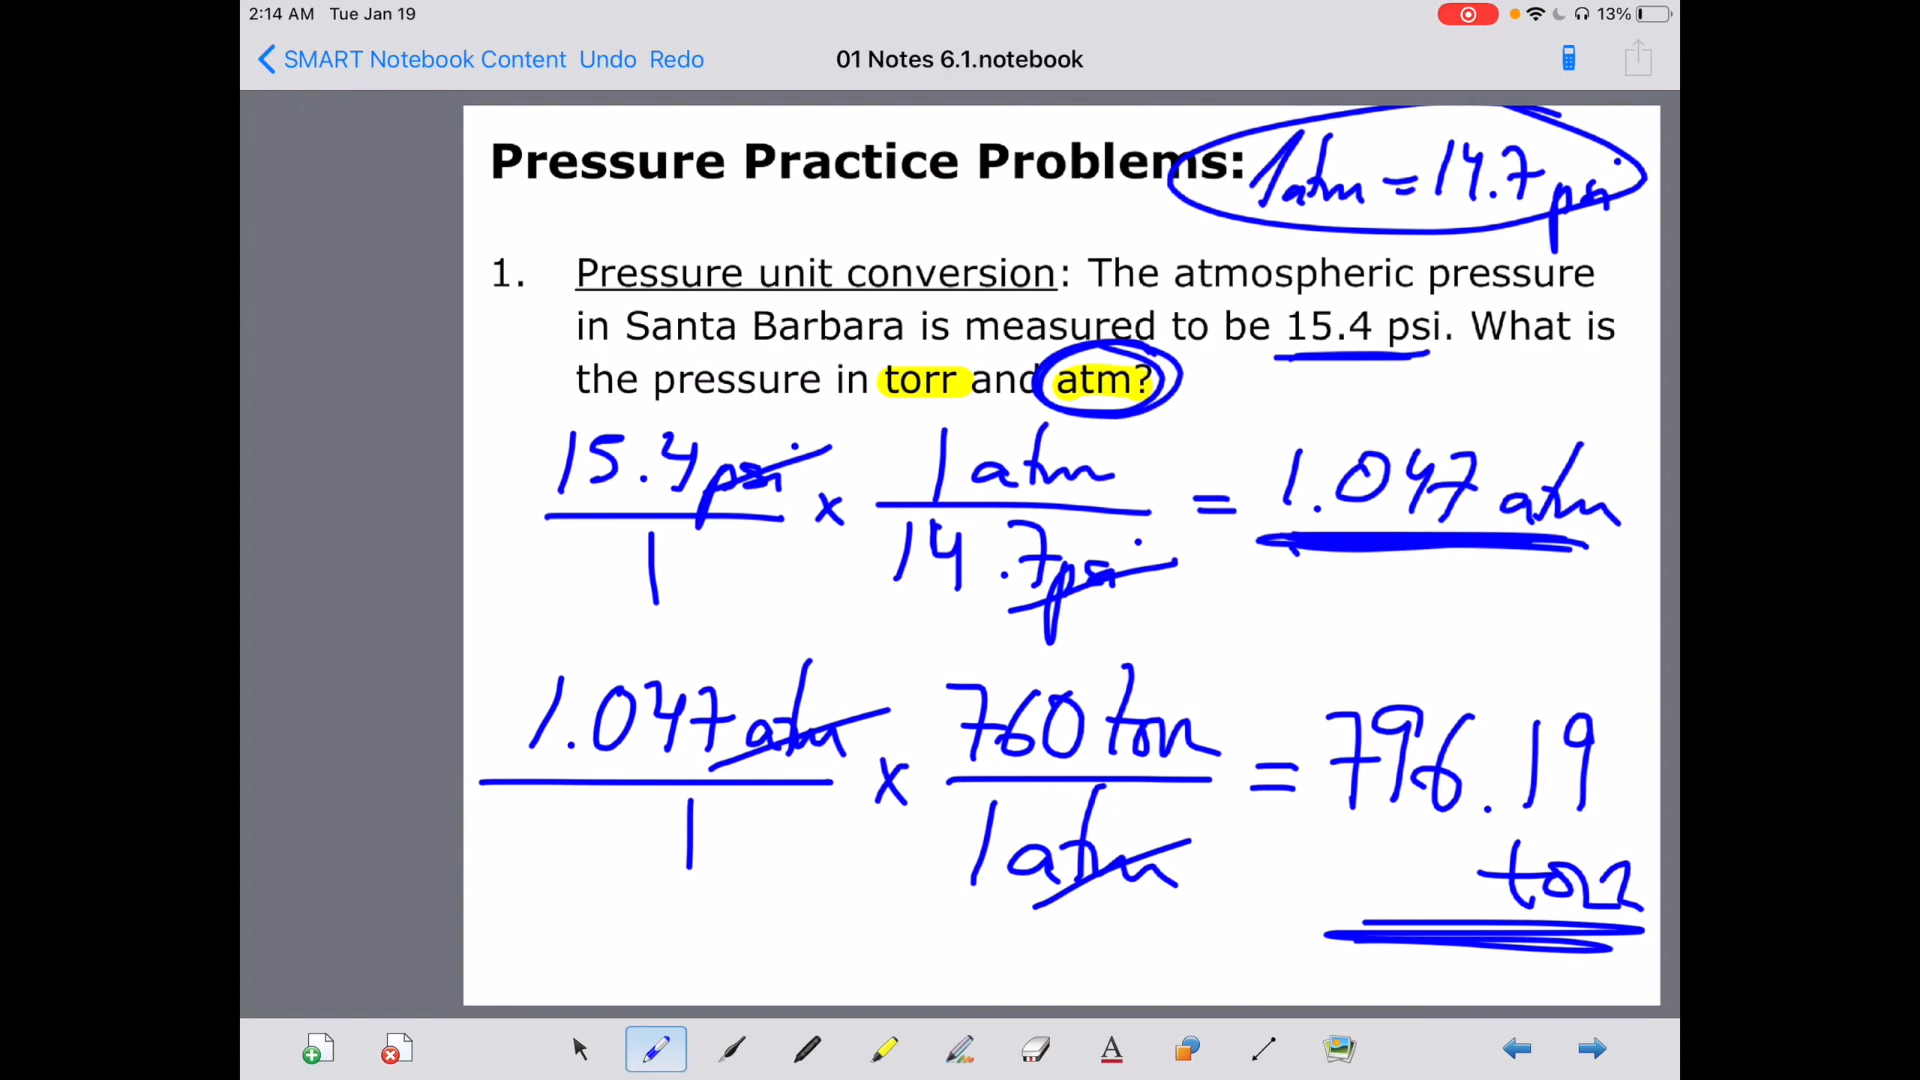 2:14 AM Tue Jan 19 13%
SMART Notebook Content Undo Redo 01 Notes 6.1.notebook
Pressure Practice Problems: 1 atm = 14.7 psi
1. Pressure unit conversion: The atmospheric pressure
in Santa Barbara is measured to be 15.4 psi. What is
the pressure in torr and atm?
15.4 psi × 1 atm = 1.047 atm
1 14.7 psi
1.047 atm × 760 torr = 796.19
1 1 atm
torr
A